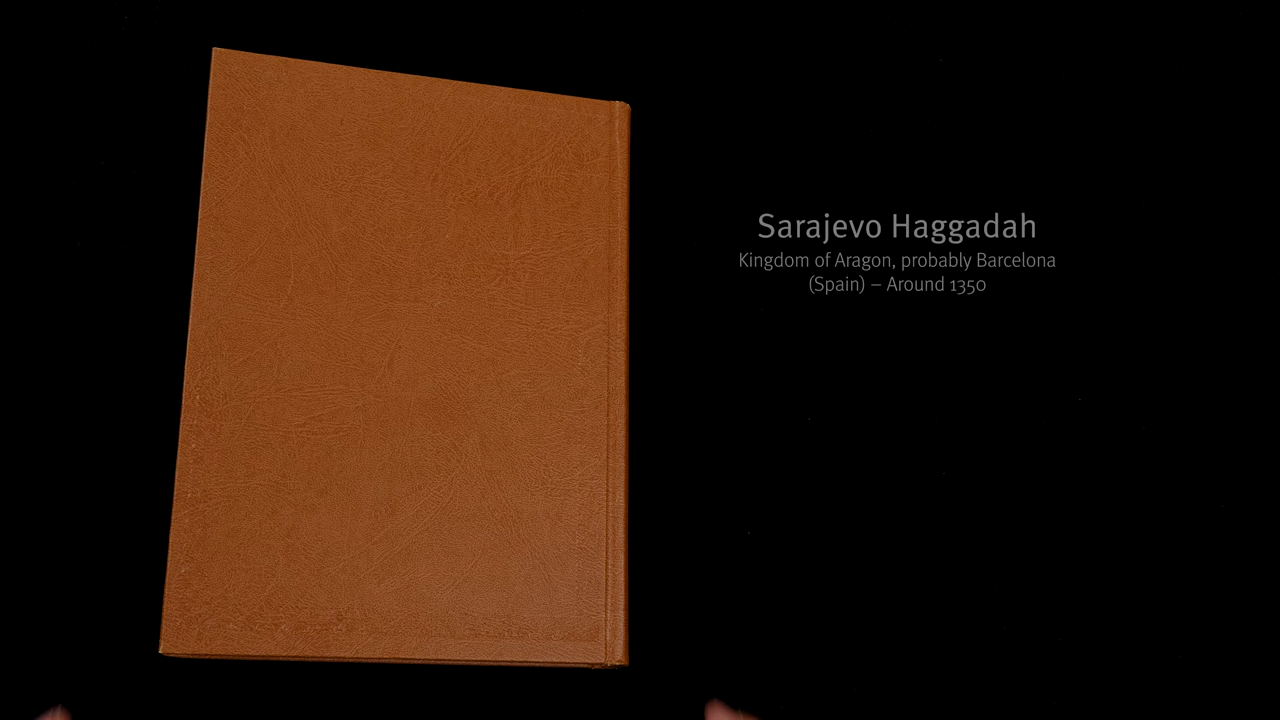 Sarajevo Haggadah
Kingdom of Aragon, probably Barcelona
(Spain) – Around 1350